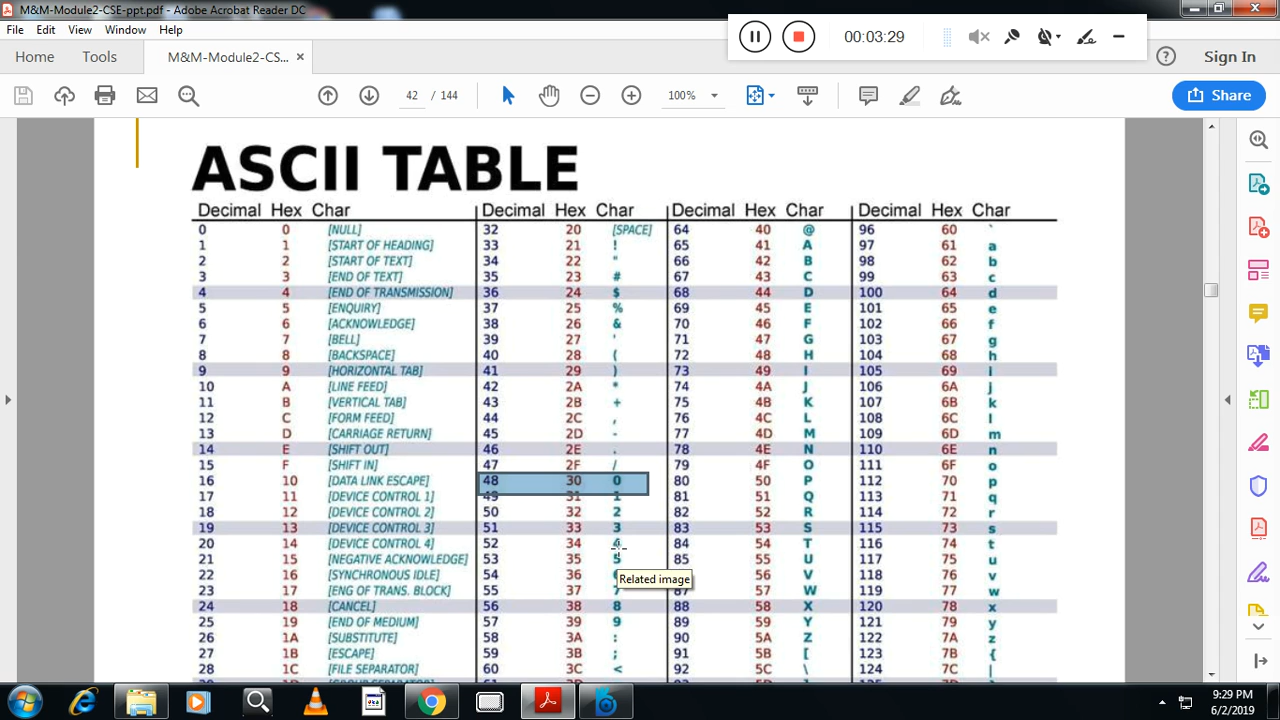 M&M-Module2-CSE-ppt.pdf - Adobe Acrobat Reader DC
File Edit View Window Help
00:03:29
Home Tools M&M-Module2-CS... × Sign In
42 / 144 100% Share
ASCII TABLE
Decimal Hex Char Decimal Hex Char Decimal Hex Char Decimal Hex Char
0 0 [NULL] 32 20 [SPACE] 64 40 @ 96 60 `
1 1 [START OF HEADING] 33 21 ! 65 41 A 97 61 a
2 2 [START OF TEXT] 34 22 " 66 42 B 98 62 b
3 3 [END OF TEXT] 35 23 # 67 43 C 99 63 c
4 4 [END OF TRANSMISSION] 36 24 $ 68 44 D 100 64 d
5 5 [ENQUIRY] 37 25 % 69 45 E 101 65 e
6 6 [ACKNOWLEDGE] 38 26 & 70 46 F 102 66 f
7 7 [BELL] 39 27 ' 71 47 G 103 67 g
8 8 [BACKSPACE] 40 28 ( 72 48 H 104 68 h
9 9 [HORIZONTAL TAB] 41 29 ) 73 49 I 105 69 i
10 A [LINE FEED] 42 2A * 74 4A J 106 6A j
11 B [VERTICAL TAB] 43 2B + 75 4B K 107 6B k
12 C [FORM FEED] 44 2C , 76 4C L 108 6C l
13 D [CARRIAGE RETURN] 45 2D - 77 4D M 109 6D m
14 E [SHIFT OUT] 46 2E . 78 4E N 110 6E n
15 F [SHIFT IN] 47 2F / 79 4F O 111 6F o
16 10 [DATA LINK ESCAPE] 48 30 0 80 50 P 112 70 p
17 11 [DEVICE CONTROL 1] 49 31 1 81 51 Q 113 71 q
18 12 [DEVICE CONTROL 2] 50 32 2 82 52 R 114 72 r
19 13 [DEVICE CONTROL 3] 51 33 3 83 53 S 115 73 s
20 14 [DEVICE CONTROL 4] 52 34 84 54 T 116 74 t
21 15 [NEGATIVE ACKNOWLEDGE] 53 35 5 85 55 U 117 75 u
22 16 [SYNCHRONOUS IDLE] 54 36 56 V 118 76 v
Related image
23 17 [ENG OF TRANS. BLOCK] 55 37 7 87 57 W 119 77 w
24 18 [CANCEL] 56 38 8 88 58 X 120 78 x
25 19 [END OF MEDIUM] 57 39 9 89 59 Y 121 79 y
26 1A [SUBSTITUTE] 58 3A : 90 5A Z 122 7A z
27 1B [ESCAPE] 59 3B ; 91 5B [ 123 7B {
28 1C [FILE SEPARATOR] 60 3C < 92 5C \ 124 7C |
9:29 PM
6/2/2019